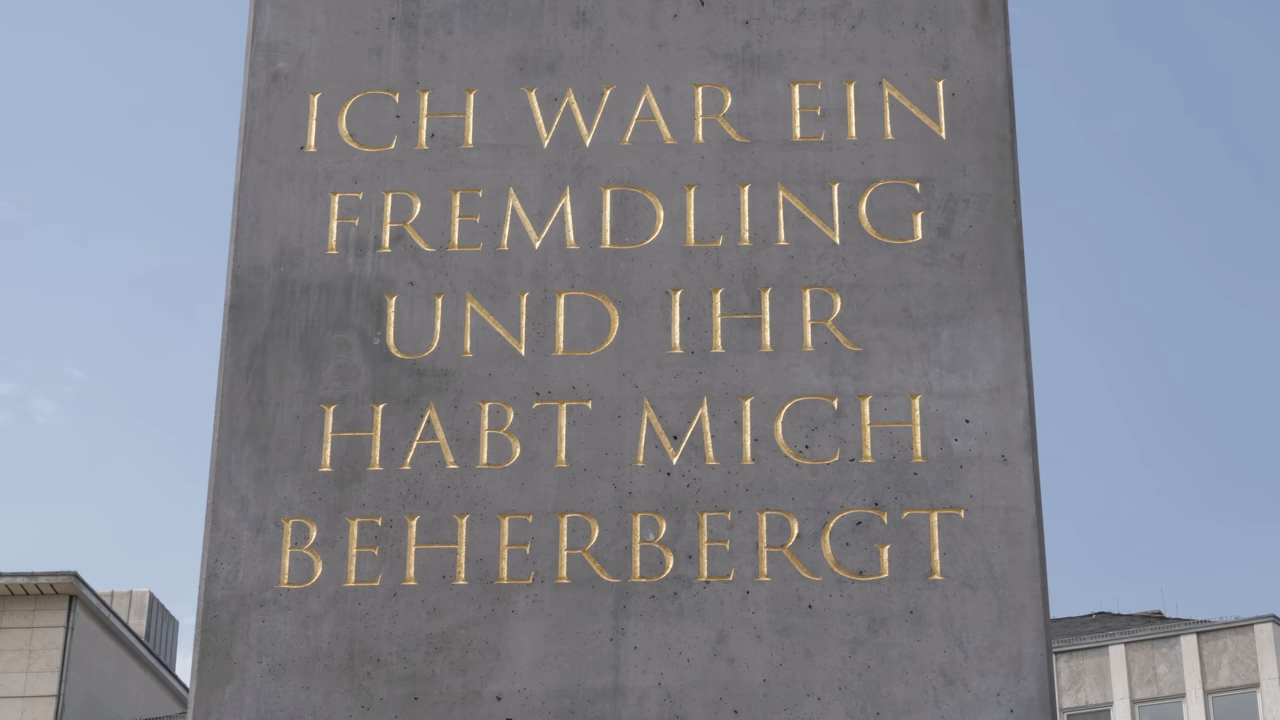 ICH WAR EIN
FREMDLING
UND IHR
HABT MICH
BEHERBERGT